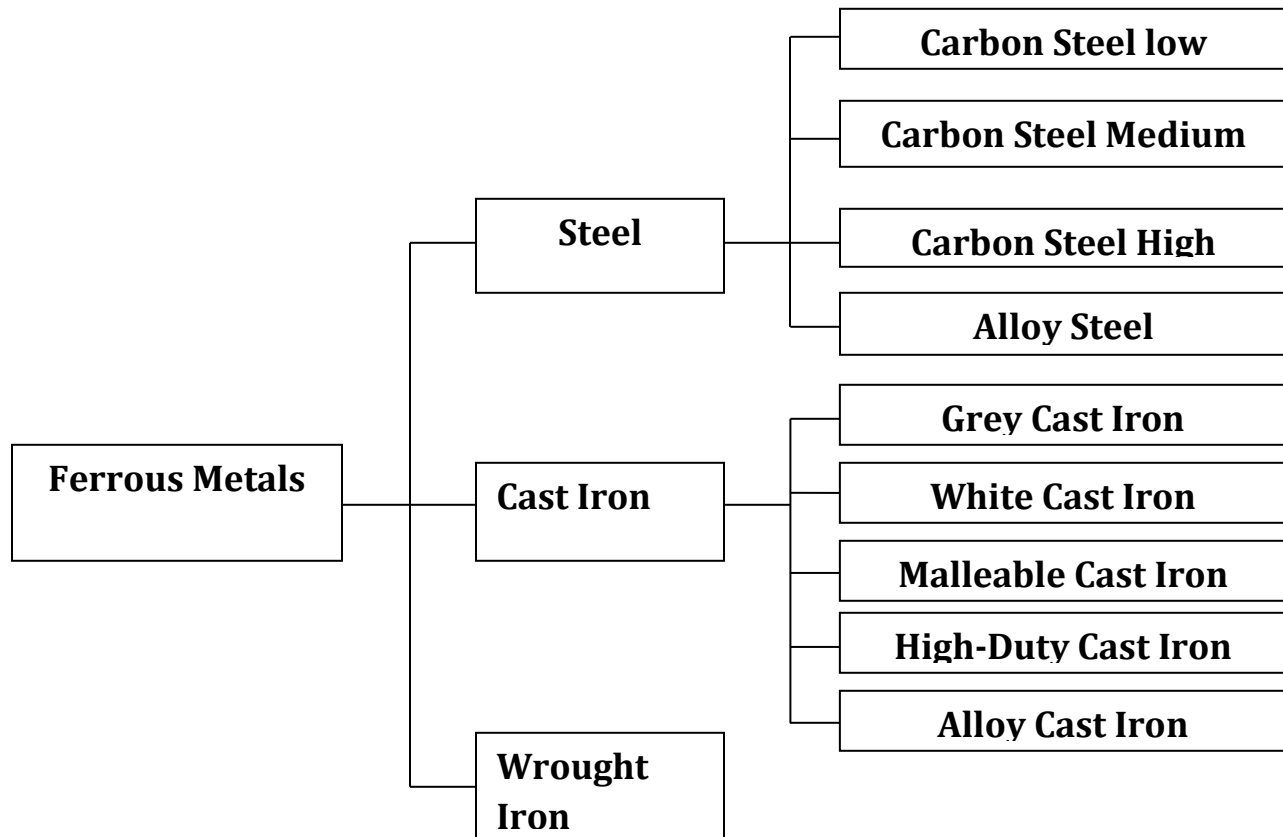 Carbon Steel low
Carbon Steel Medium
Steel
Carbon Steel High
Alloy Steel
Grey Cast Iron
Ferrous Metals
Cast Iron
White Cast Iron
Malleable Cast Iron
High-Duty Cast Iron
Alloy Cast Iron
Wrought
Iron